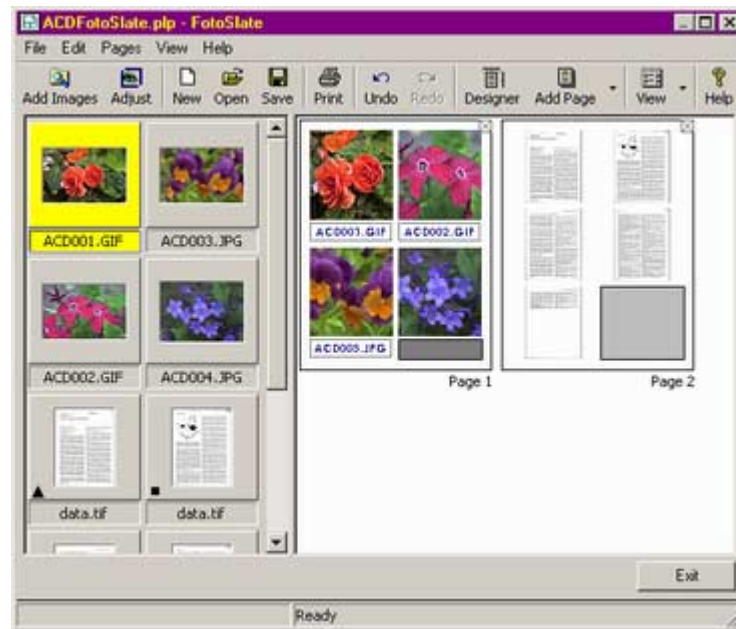 ACDFotoSlate.plp - FotoSlate
File Edit Pages View Help
Add Images Adjust New Open Save Print Undo Redo Designer Add Page View Help
ACD001.GIF ACD003.JPG
ACD002.GIF ACD004.JPG
data.tif data.tif
ACD001.GIF ACD002.GIF
ACD003.JPG
Page 1 Page 2
Exit
Ready